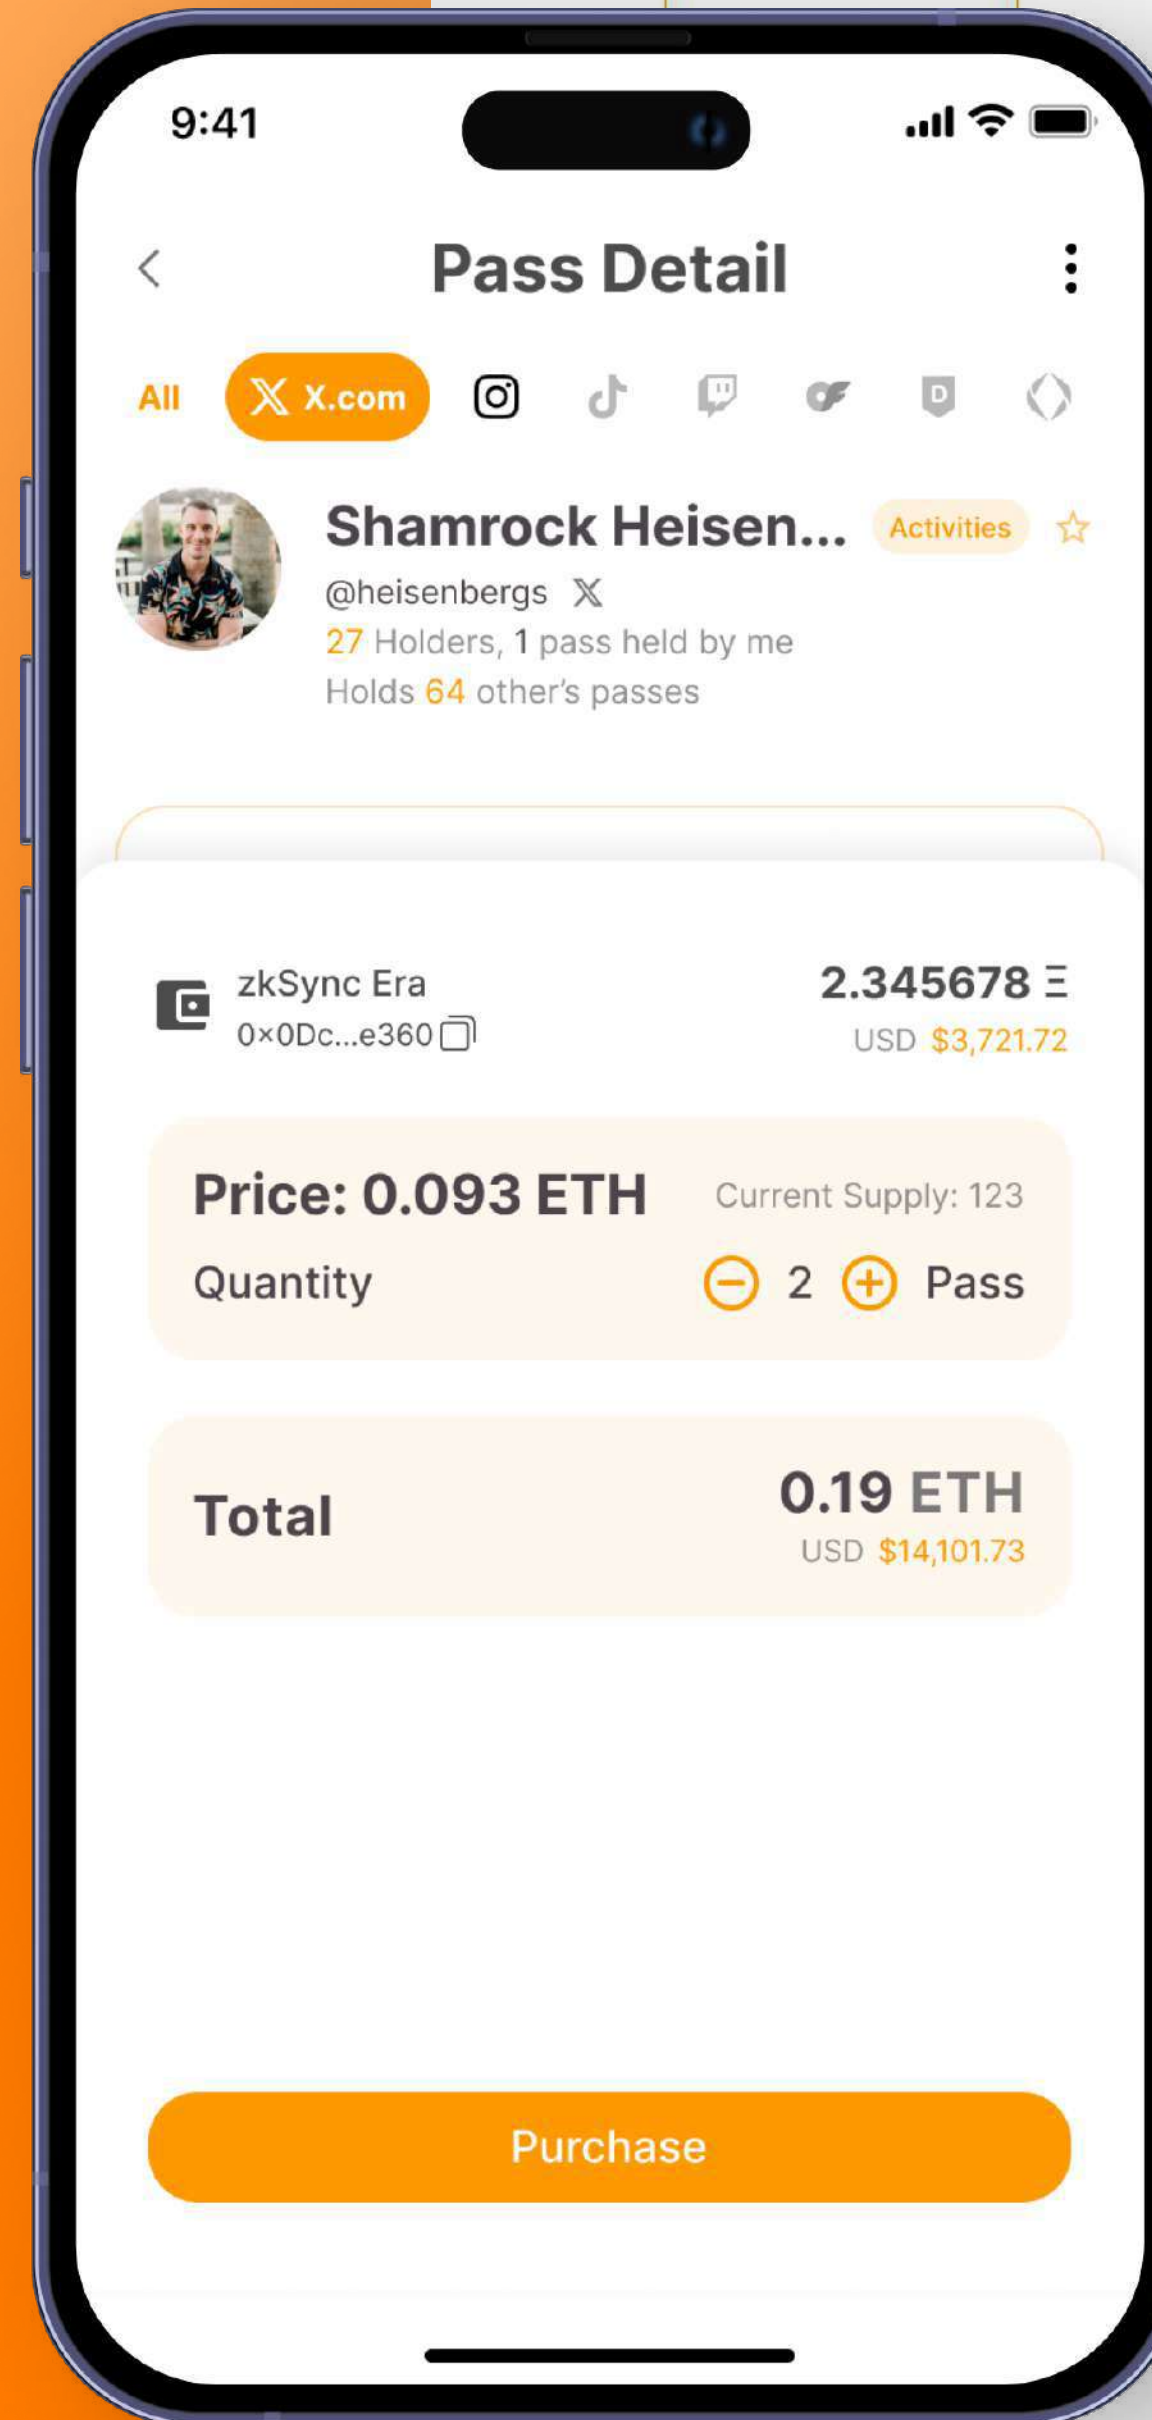 9:41
Pass Detail
All X.com
Shamrock Heisen... Activities
@heisenbergs
27 Holders, 1 pass held by me
Holds 64 other's passes
zkSync Era 2.345678 Ξ
0×0Dc...e360 USD $3,721.72
Price: 0.093 ETH Current Supply: 123
Quantity 2 Pass
Total 0.19 ETH
USD $14,101.73
Purchase